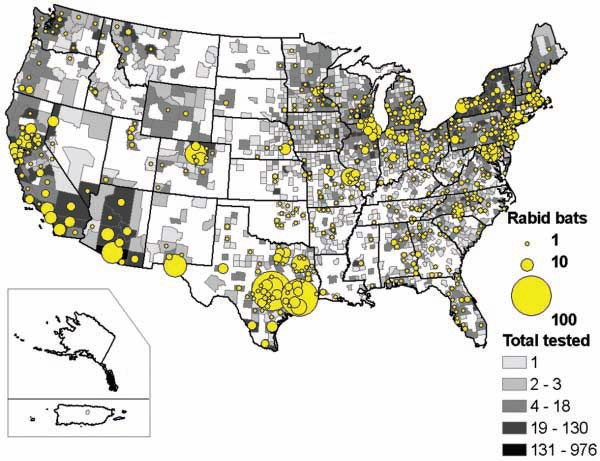 Rabid bats
1
10
100
Total tested
1
2 - 3
4 - 18
19 - 130
131 - 976